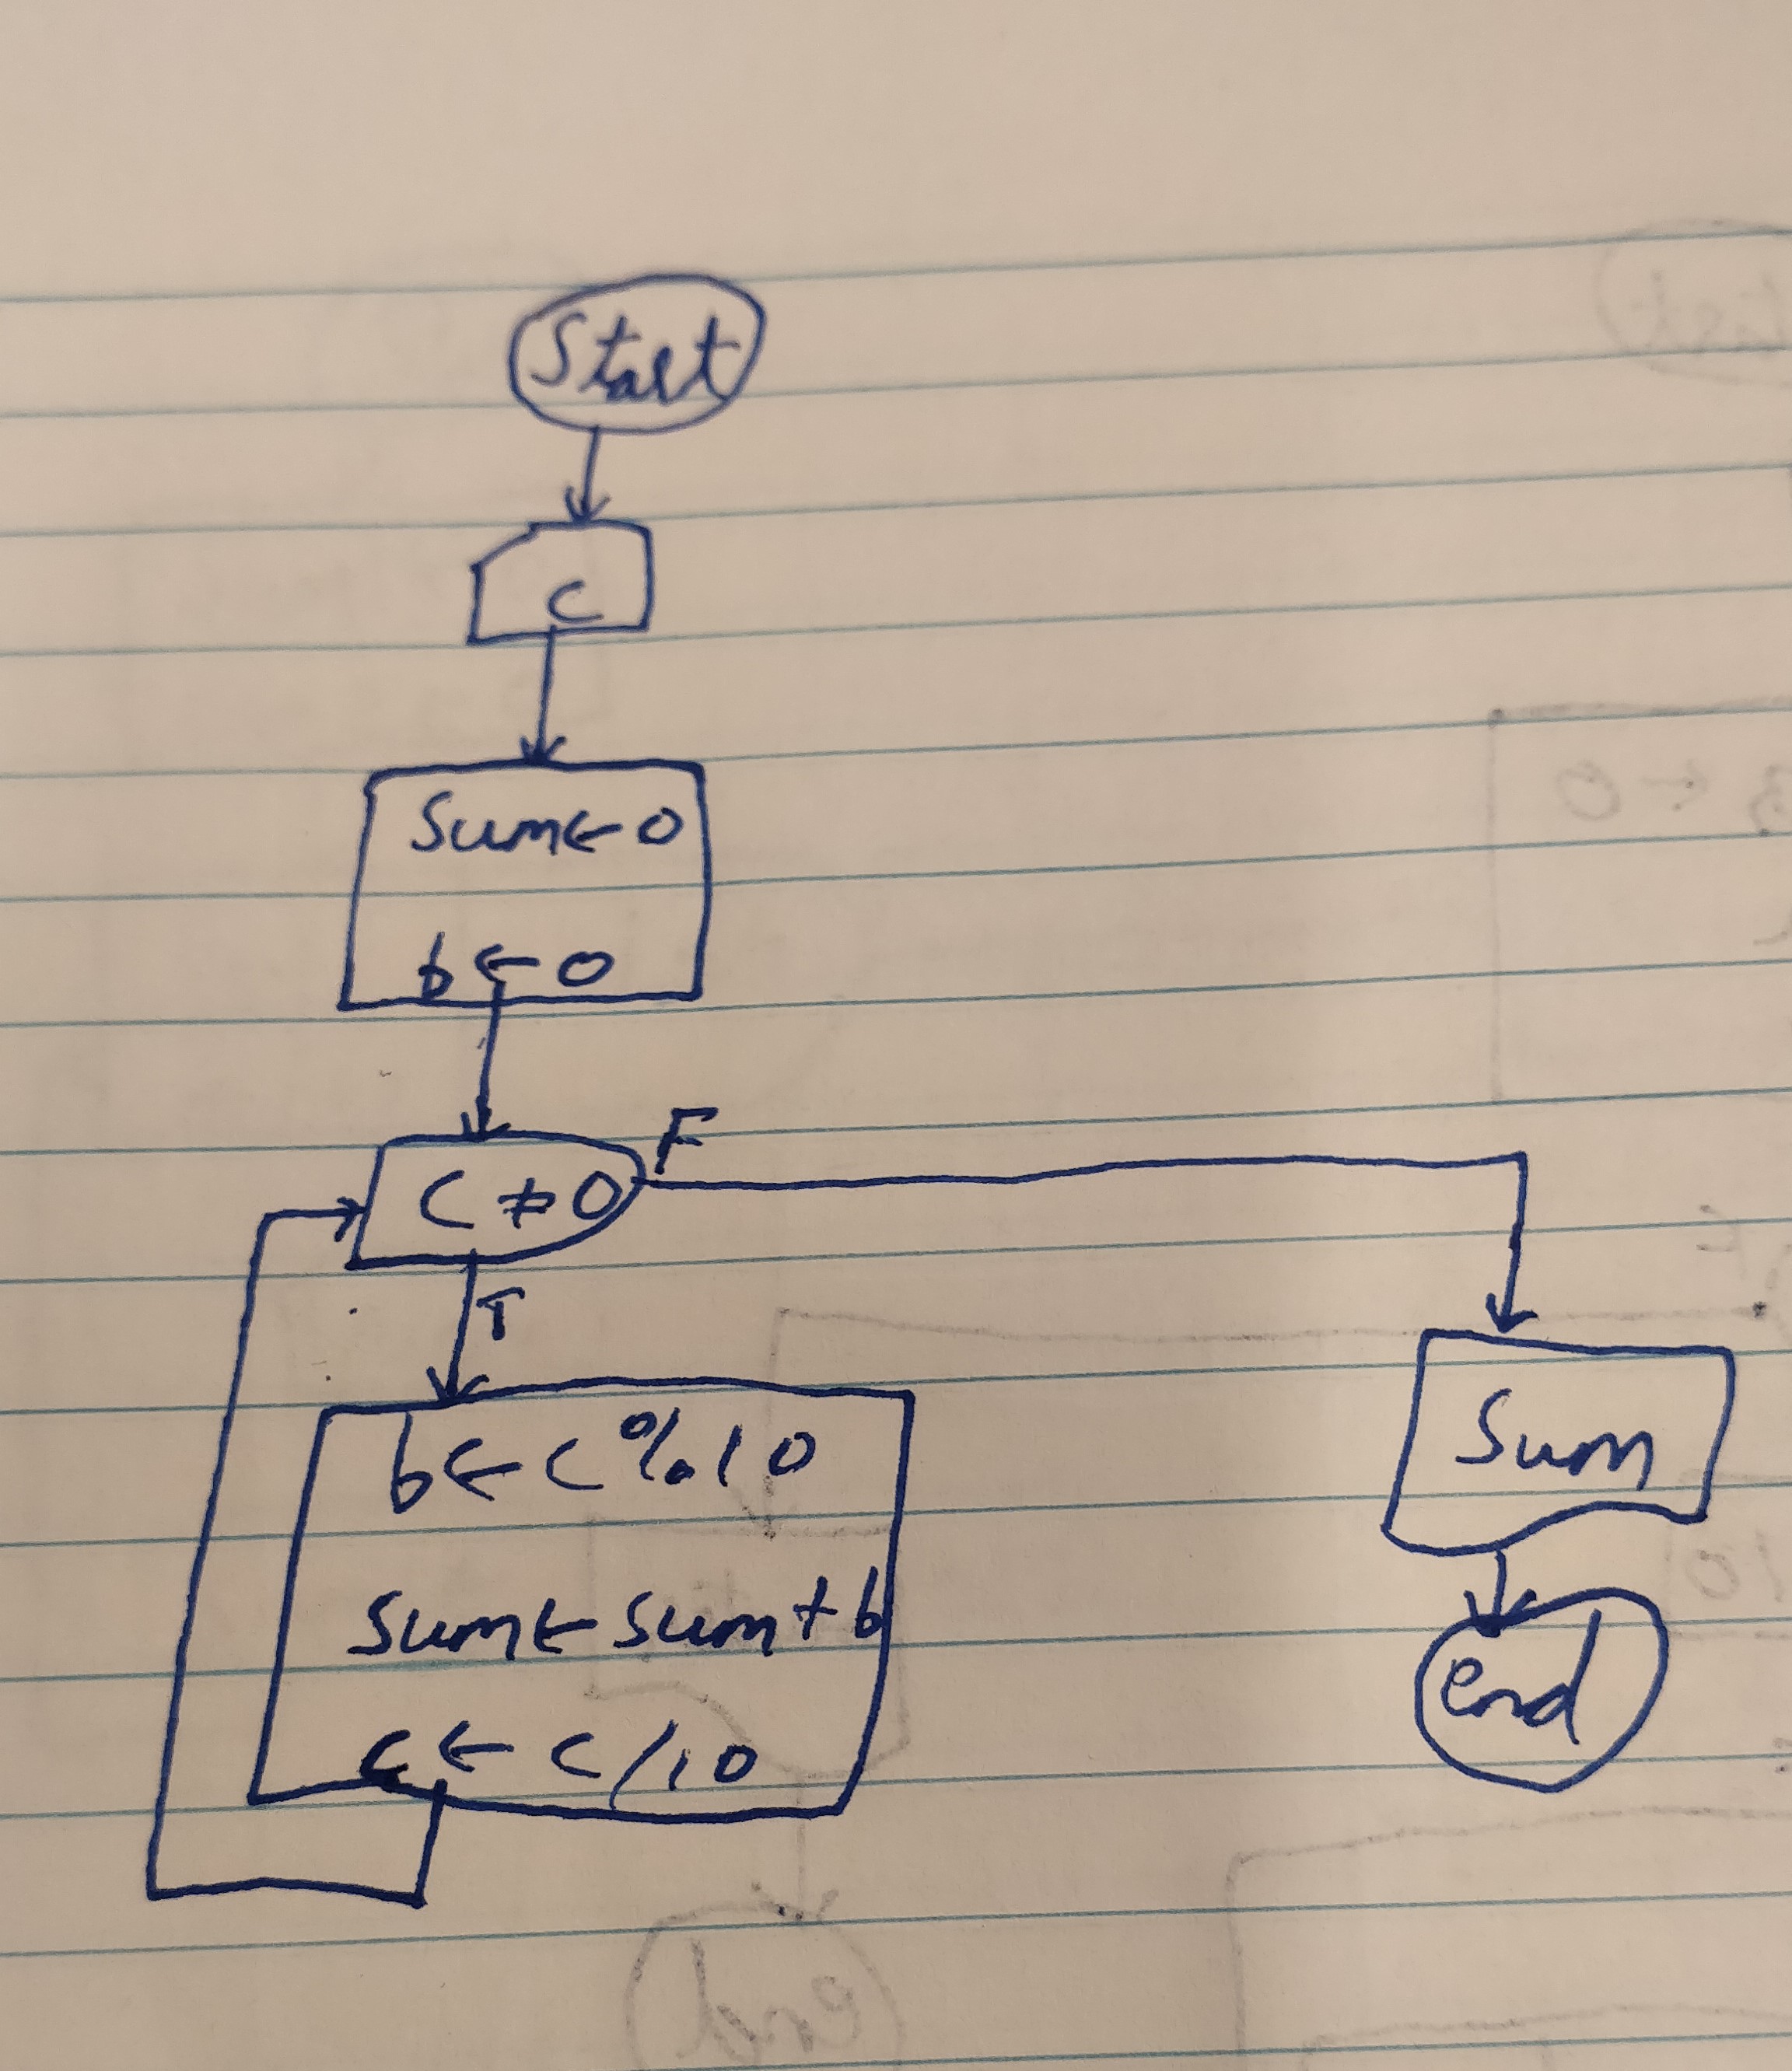 Start
c
Sum←0
b←0
C≠0
F
T
b←c%10
Sum←Sum+b
c←c/10
Sum
end